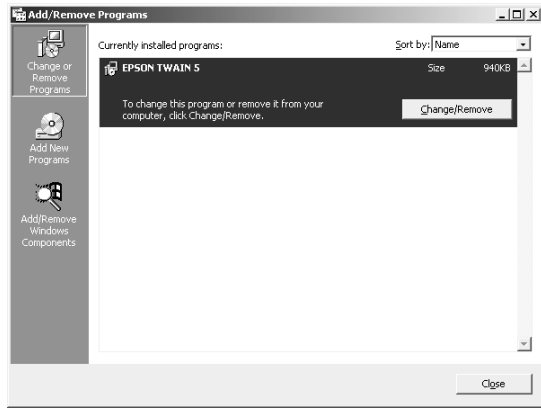 Add/Remove Programs
Change or
Remove
Programs
Add New
Programs
Add/Remove
Windows
Components
Currently installed programs:
Sort by: Name
EPSON TWAIN 5 Size 940KB
To change this program or remove it from your
computer, click Change/Remove.
Change/Remove
Close